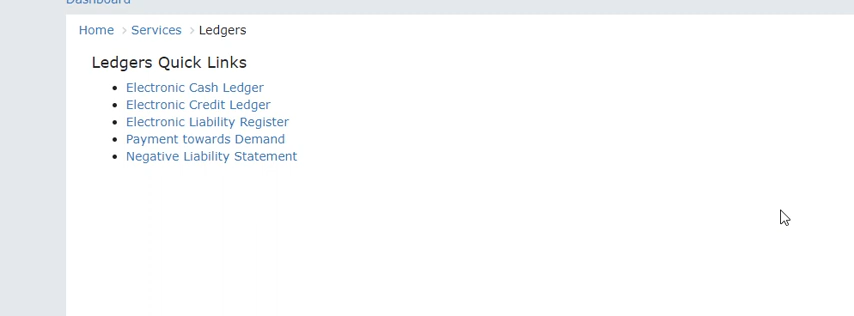 Dashboard
Home > Services > Ledgers
Ledgers Quick Links
• Electronic Cash Ledger
• Electronic Credit Ledger
• Electronic Liability Register
• Payment towards Demand
• Negative Liability Statement